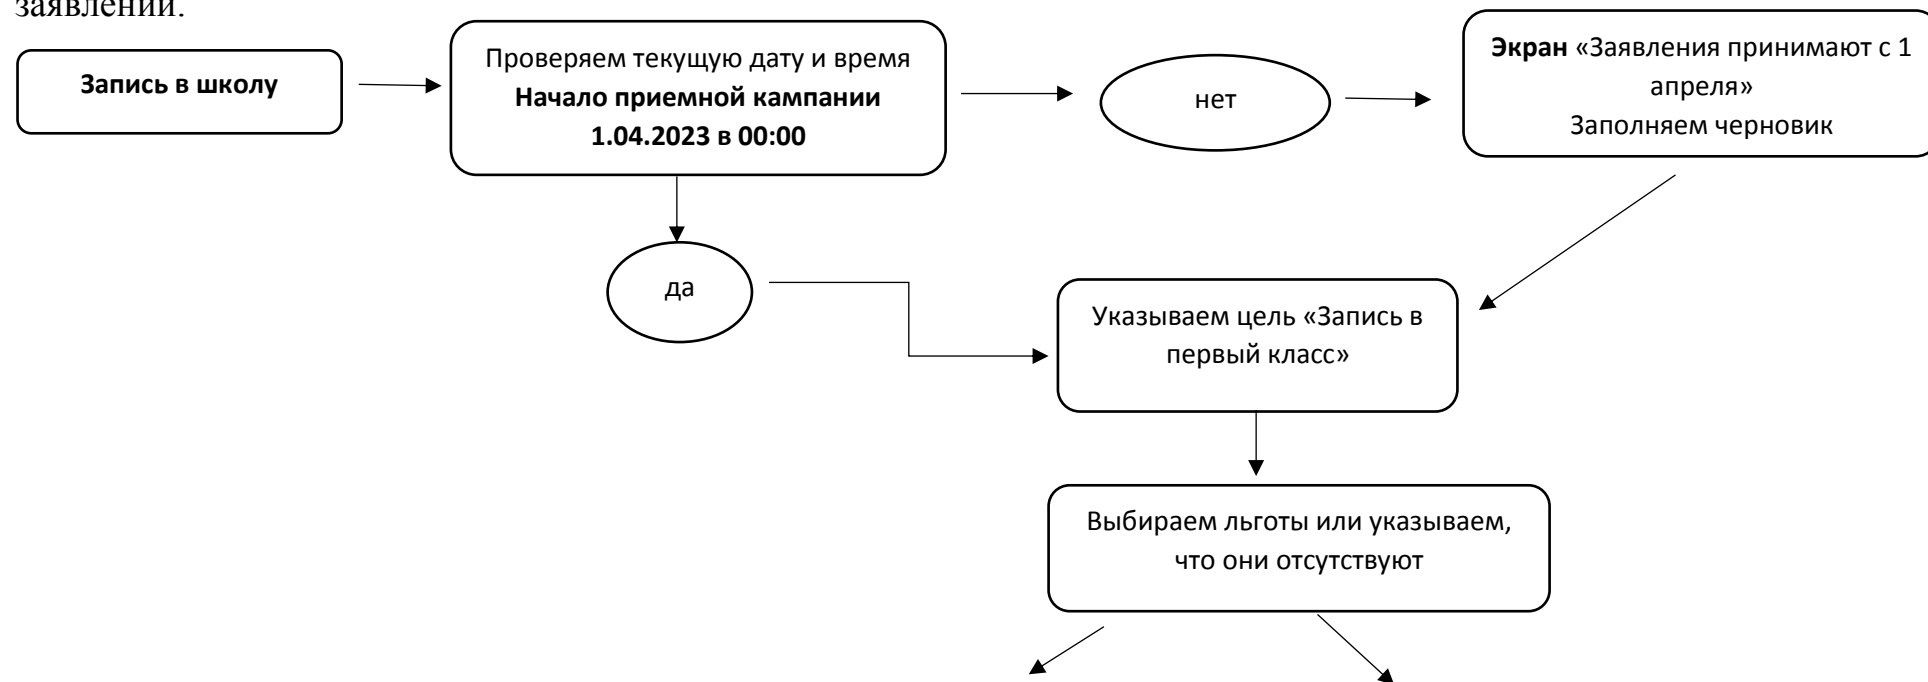 заявлений.
Запись в школу
Проверяем текущую дату и время
Начало приемной кампании
1.04.2023 в 00:00
нет
Экран «Заявления принимают с 1
апреля»
Заполняем черновик
да
Указываем цель «Запись в
первый класс»
Выбираем льготы или указываем,
что они отсутствуют